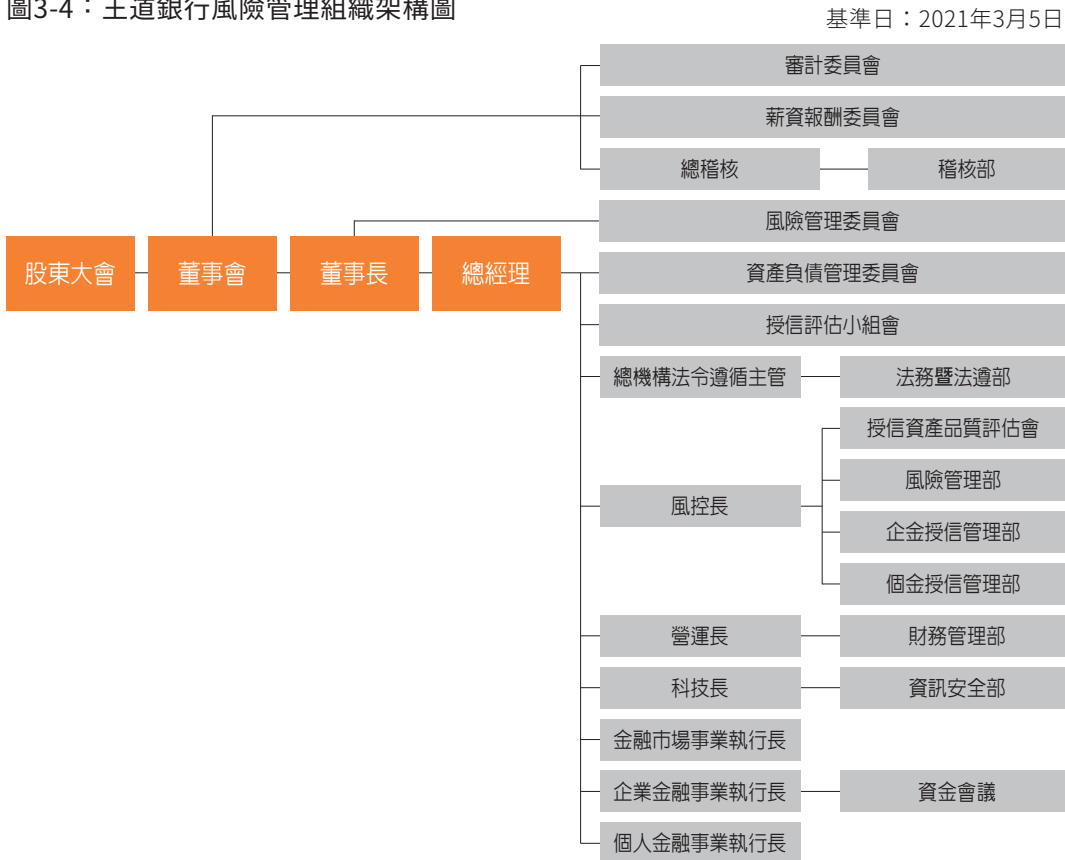 圖3-4：王道銀行風險管理組織架構圖
基準日：2021年3月5日
審計委員會
薪資報酬委員會
總稽核
稽核部
風險管理委員會
股東大會
董事會
董事長
總經理
資產負債管理委員會
授信評估小組會
總機構法令遵循主管
法務暨法遵部
風控長
授信資產品質評估會
風險管理部
企金授信管理部
個金授信管理部
營運長
財務管理部
科技長
資訊安全部
金融市場事業執行長
企業金融事業執行長
資金會議
個人金融事業執行長